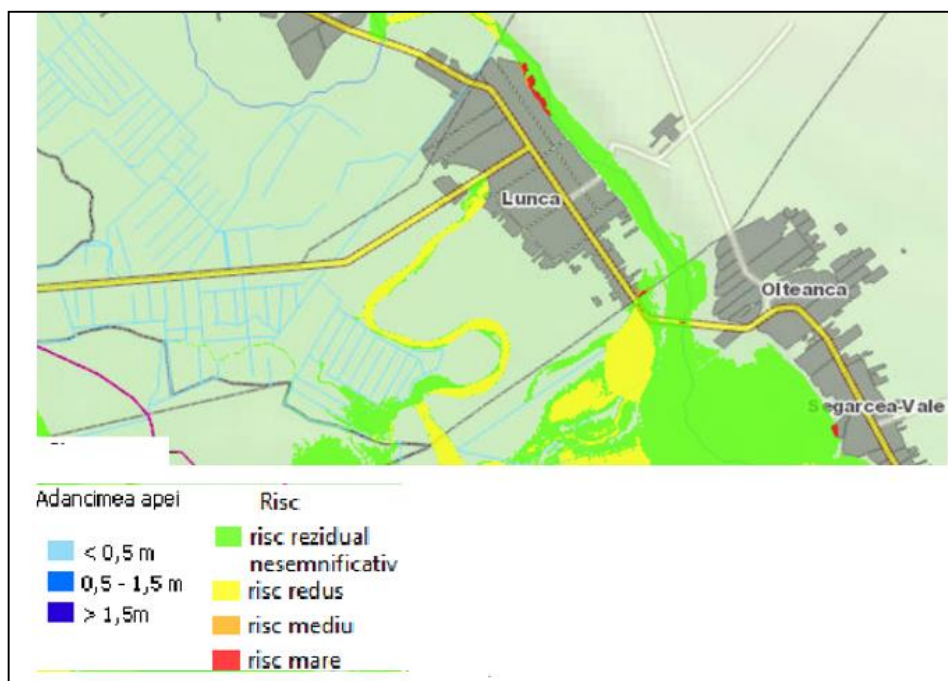 Lunca
Olteanca
Segarcea-Vale
Adancimea apei
< 0,5 m
0,5 - 1,5 m
> 1,5m
Risc
risc rezidual
nesemnificativ
risc redus
risc mediu
risc mare